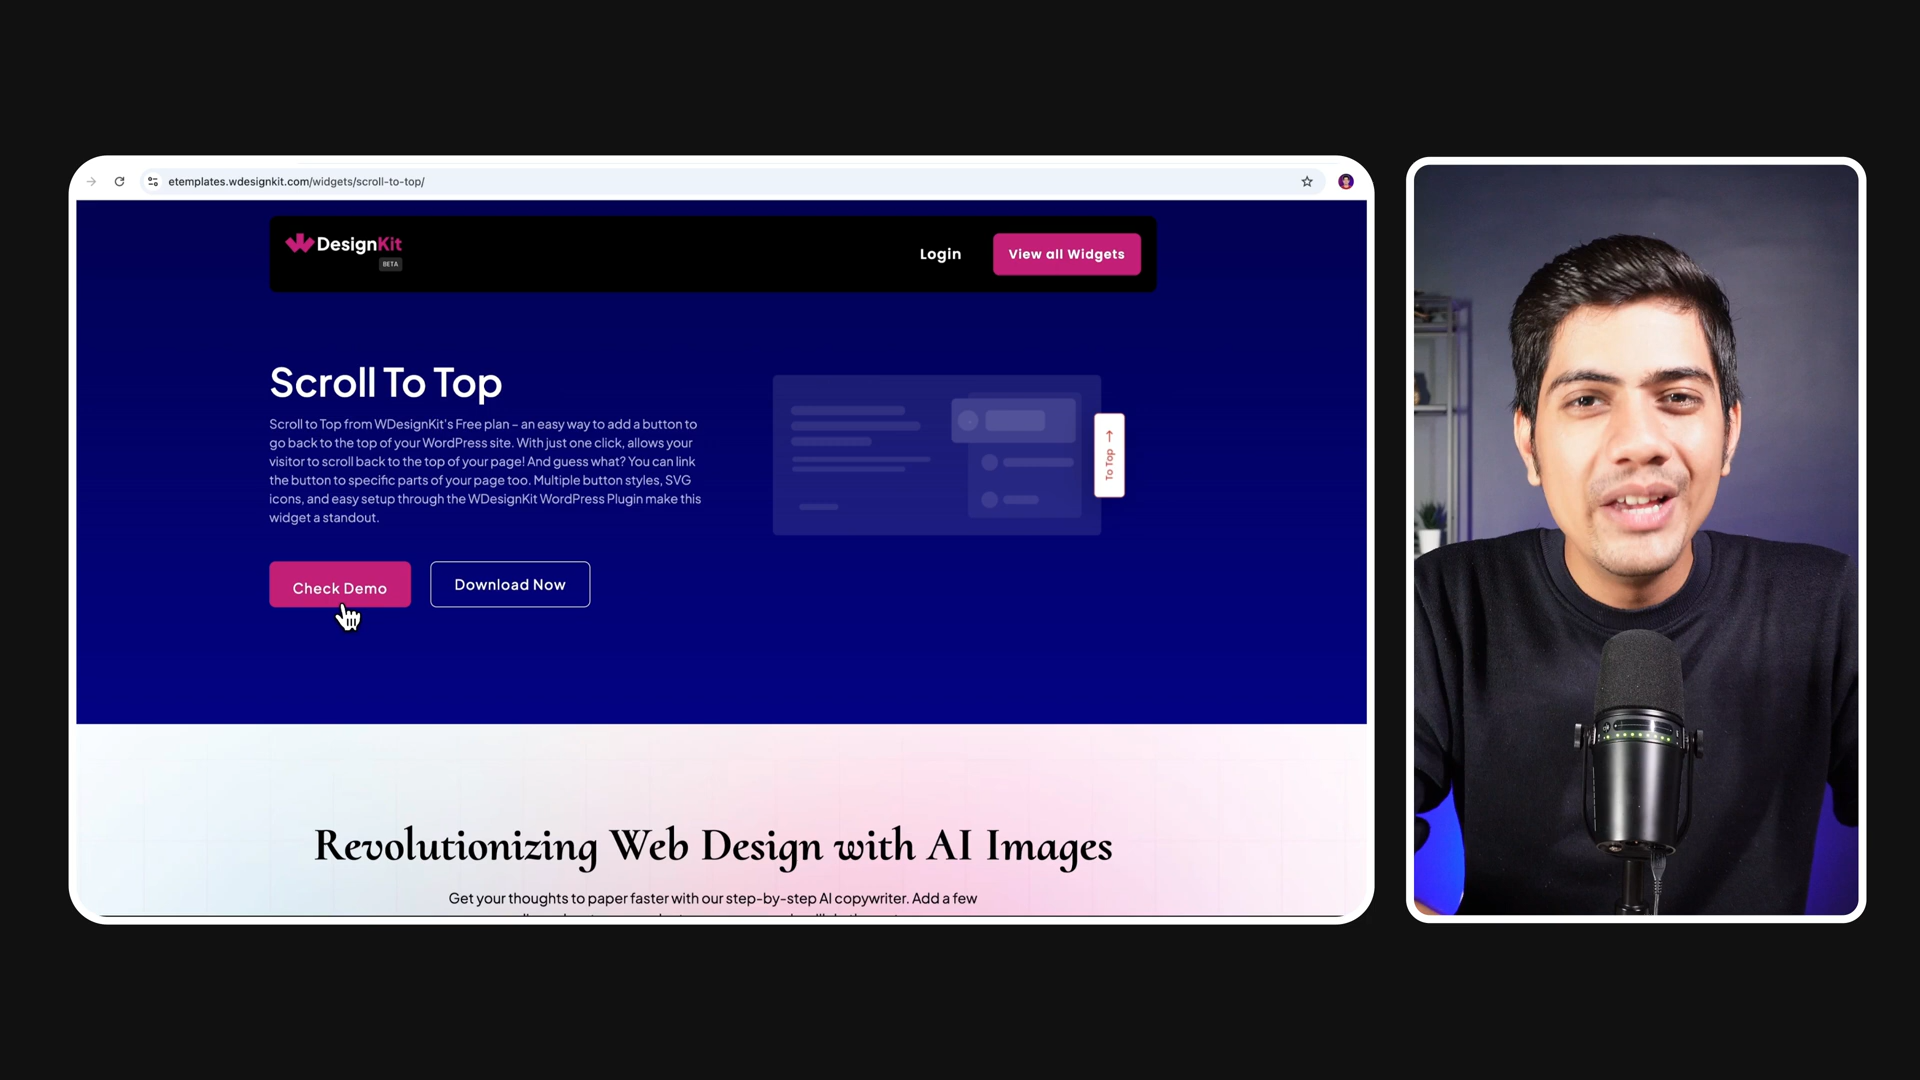 etemplates.wdesignkit.com/widgets/scroll-to-top/
DesignKit
BETA
Login
View all Widgets
Scroll To Top
Scroll to Top from WDesignKit's Free plan – an easy way to add a button to
go back to the top of your WordPress site. With just one click, allows your
visitor to scroll back to the top of your page! And guess what? You can link
the button to specific parts of your page too. Multiple button styles, SVG
icons, and easy setup through the WDesignKit WordPress Plugin make this
widget a standout.
To Top →
Check Demo
Download Now
Revolutionizing Web Design with AI Images
Get your thoughts to paper faster with our step-by-step AI copywriter. Add a few